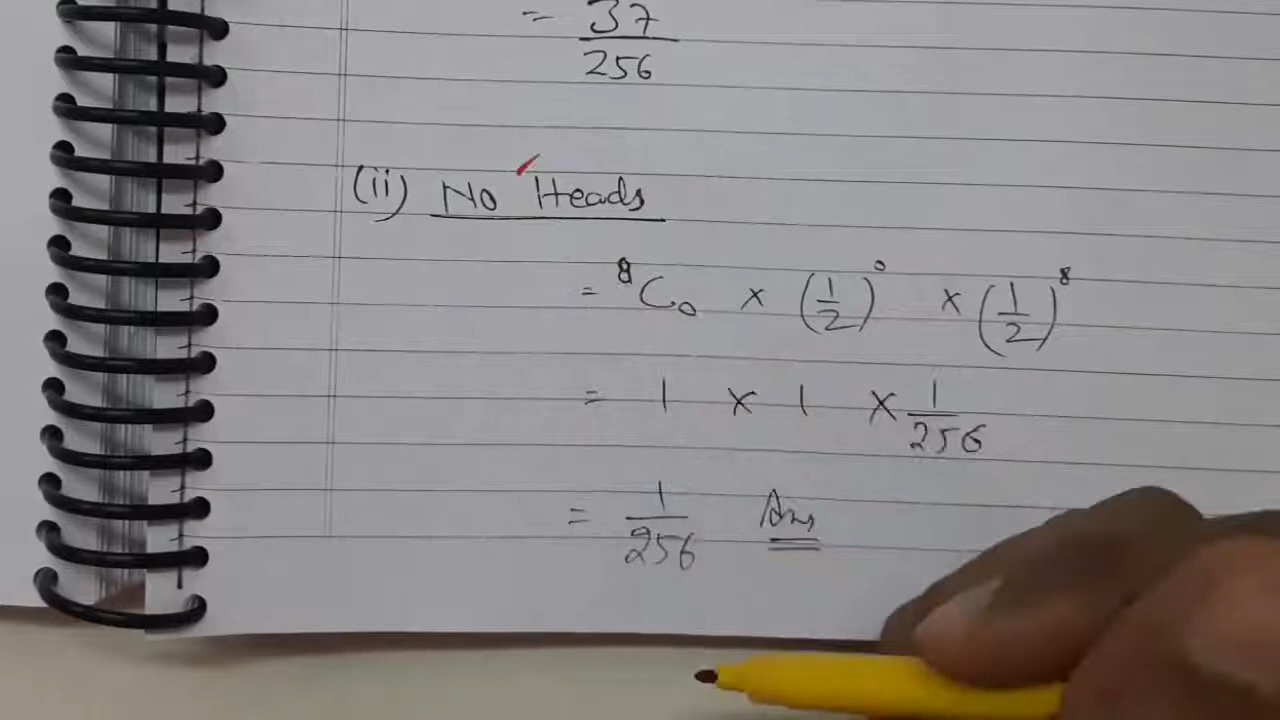 = 37/256
(ii) No Heads
= ⁸C₀ × (1/2)⁰ × (1/2)⁸
= 1 × 1 × 1/256
= 1/256 Ans